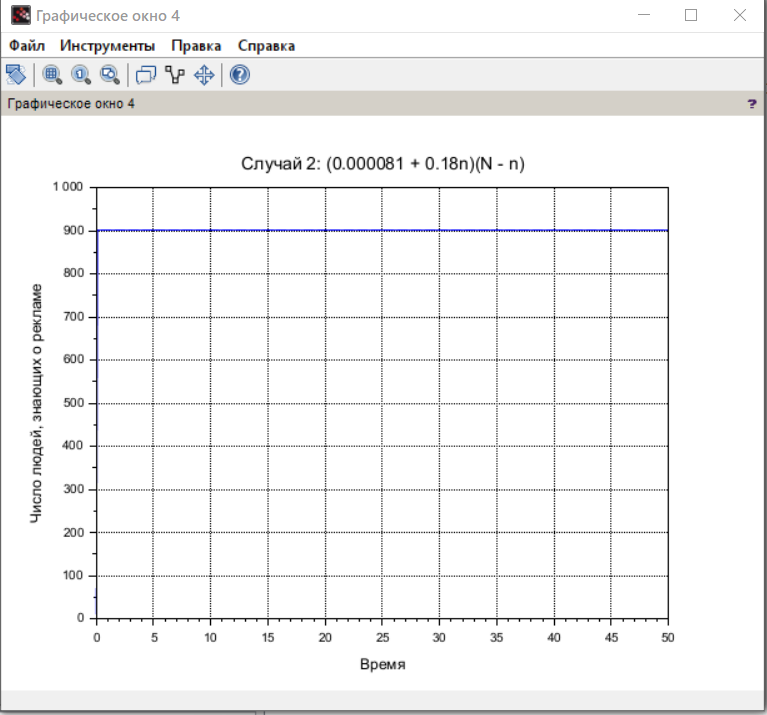 Графическое окно 4
Файл Инструменты Правка Справка
Графическое окно 4 ?
Случай 2: (0.000081 + 0.18n)(N - n)
Число людей, знающих о рекламе
1 000
900
800
700
600
500
400
300
200
100
0
0 5 10 15 20 25 30 35 40 45 50
Время